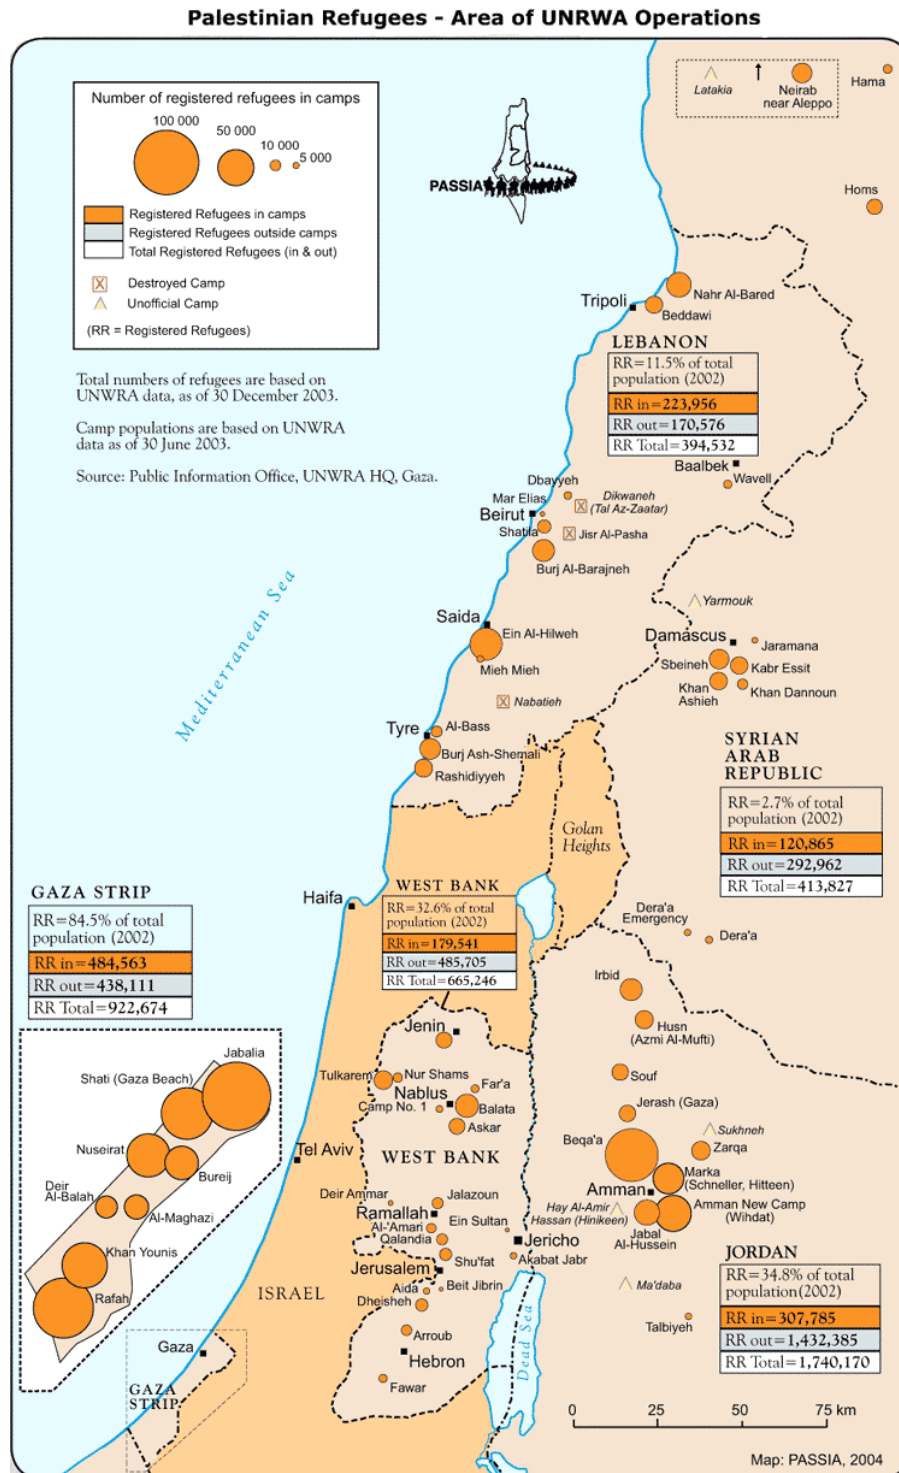 Palestinian Refugees - Area of UNRWA Operations
Number of registered refugees in camps
100 000
50 000
10 000
5 000
Registered Refugees in camps
Registered Refugees outside camps
Total Registered Refugees (in & out)
Destroyed Camp
Unofficial Camp
(RR = Registered Refugees)
PASSIA
Latakia
Neirab
near Aleppo
Hama
Homs
Total numbers of refugees are based on
UNWRA data, as of 30 December 2003.
Camp populations are based on UNWRA
data as of 30 June 2003.
Source: Public Information Office, UNWRA HQ, Gaza.
Mediterranean Sea
Tripoli
Nahr Al-Bared
Beddawi
LEBANON
RR=11.5% of total
population (2002)
RR in=223,956
RR out=170,576
RR Total=394,532
Baalbek
Wavell
Dbayyeh
Mar Elias
Dikwaneh
(Tal Az-Zaatar)
Beirut
Shatila
Jisr Al-Pasha
Burj Al-Barajneh
Yarmouk
Saida
Ein Al-Hilweh
Mieh Mieh
Damascus
Jaramana
Sbeineh
Kabr Essit
Khan
Ashieh
Khan Dannoun
Nabatieh
Tyre
Al-Bass
Burj Ash-Shemali
Rashidiyyeh
SYRIAN
ARAB
REPUBLIC
RR=2.7% of total
population (2002)
RR in=120,865
RR out=292,962
RR Total=413,827
Golan
Heights
GAZA STRIP
RR=84.5% of total
population (2002)
RR in=484,563
RR out=438,111
RR Total=922,674
Haifa
WEST BANK
RR=32.6% of total
population (2002)
RR in=179,541
RR out=485,705
RR Total=665,246
Dera'a
Emergency
Dera'a
Irbid
Husn
(Azmi Al-Mufti)
Souf
Jerash (Gaza)
Sukhneh
Beqa'a
Zarqa
Marka
(Schneller, Hitteen)
Amman
Hay Al-Amir
Hassan (Hinikeen)
Amman New Camp
(Wihdat)
Jabal
Al-Hussein
Jenin
Tulkarem
Nur Shams
Far'a
Nablus
Camp No. 1
Balata
Askar
WEST BANK
Tel Aviv
Deir Ammar
Jalazoun
Ramallah
Al-'Amari
Ein Sultan
Qalandia
Jericho
Shu'fat
Akabat Jabr
Jerusalem
Aida
Beit Jibrin
Dheisheh
Arroub
Hebron
Fawar
ISRAEL
Dead Sea
Jabalia
Shati (Gaza Beach)
Nuseirat
Bureij
Deir
Al-Balah
Al-Maghazi
Khan Younis
Rafah
Gaza
GAZA
STRIP
JORDAN
RR=34.8% of total
population(2002)
RR in=307,785
RR out=1,432,385
RR Total=1,740,170
Ma'daba
Talbiyeh
0 25 50 75 km
Map: PASSIA, 2004